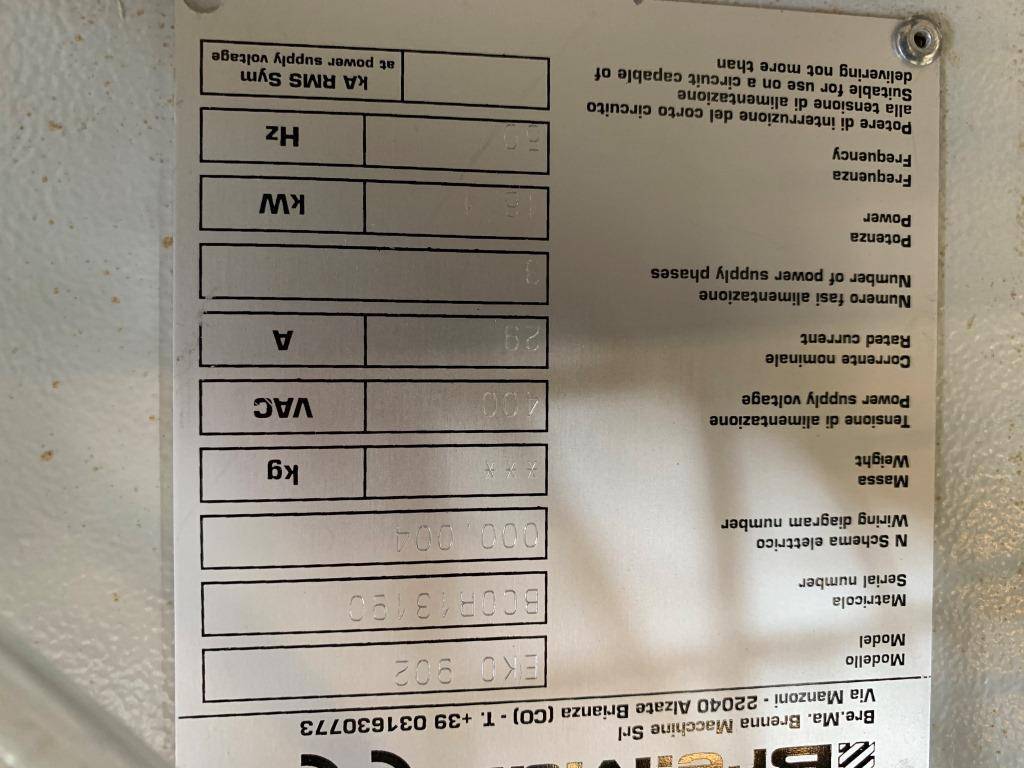 BreMa
CE
Bre.Ma. Brenna Macchine Srl
Via Manzoni - 22040 Alzate Brianza (CO) - T. +39 031630773
Modello
Model
EKO 902
Matricola
Serial number
BCOR13190
N Schema elettrico
Wiring diagram number
000.004
Massa
Weight
***
kg
Tensione di alimentazione
Power supply voltage
400
VAC
Corrente nominale
Rated current
29
A
Numero fasi alimentazione
Number of power supply phases
3
Potenza
Power
kW
Frequenza
Frequency
50
Hz
Potere di interruzione del corto circuito
alla tensione di alimentazione
Suitable for use on a circuit capable of
delivering not more than
kA RMS Sym
at power supply voltage